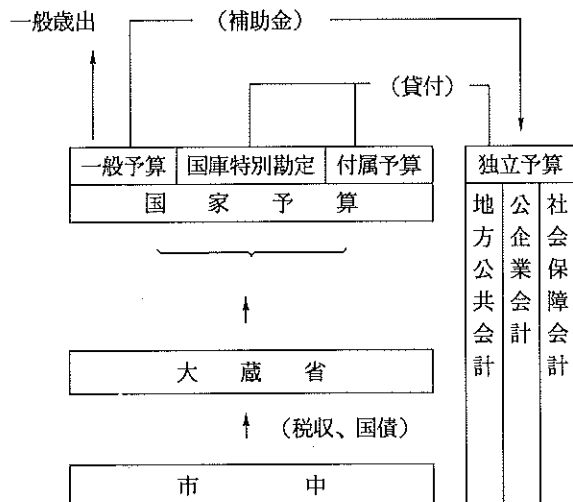 一般歳出 (補助金)
(貸付)
一般予算 国庫特別勘定 付属予算 独立予算
国家予算
地方公共会計
公企業会計
社会保障会計
大蔵省
(税収、国債)
市中